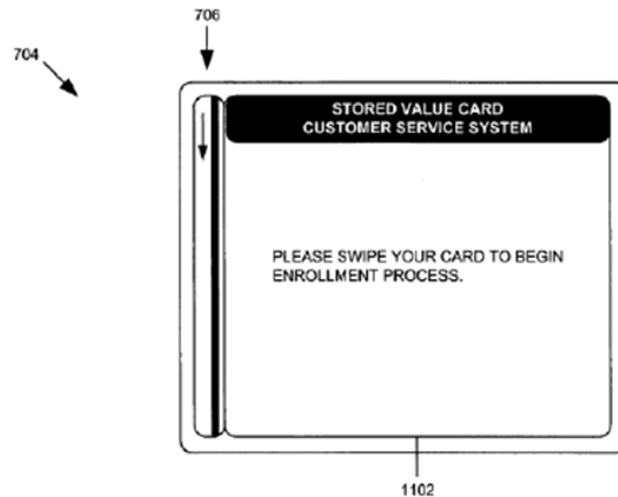 706
704
STORED VALUE CARD
CUSTOMER SERVICE SYSTEM
PLEASE SWIPE YOUR CARD TO BEGIN
ENROLLMENT PROCESS.
1102